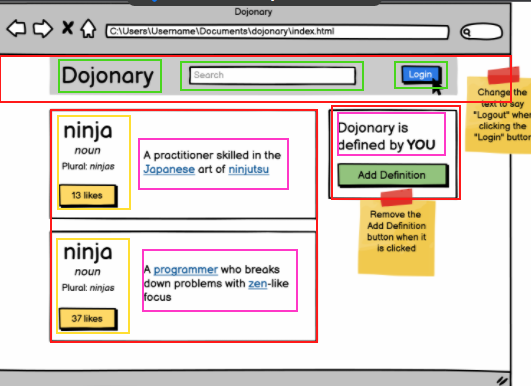 Dojonary
C:\Users\Username\Documents\dojonary\index.html
Dojonary
Search
Login
Change the
text to say
"Logout" when
clicking the
"Login" button
ninja
noun
Plural: ninjas
13 likes
A practitioner skilled in the
Japanese art of ninjutsu
Dojonary is
defined by YOU
Add Definition
Remove the
Add Definition
button when it
is clicked
ninja
noun
Plural: ninjas
37 likes
A programmer who breaks
down problems with zen-like
focus